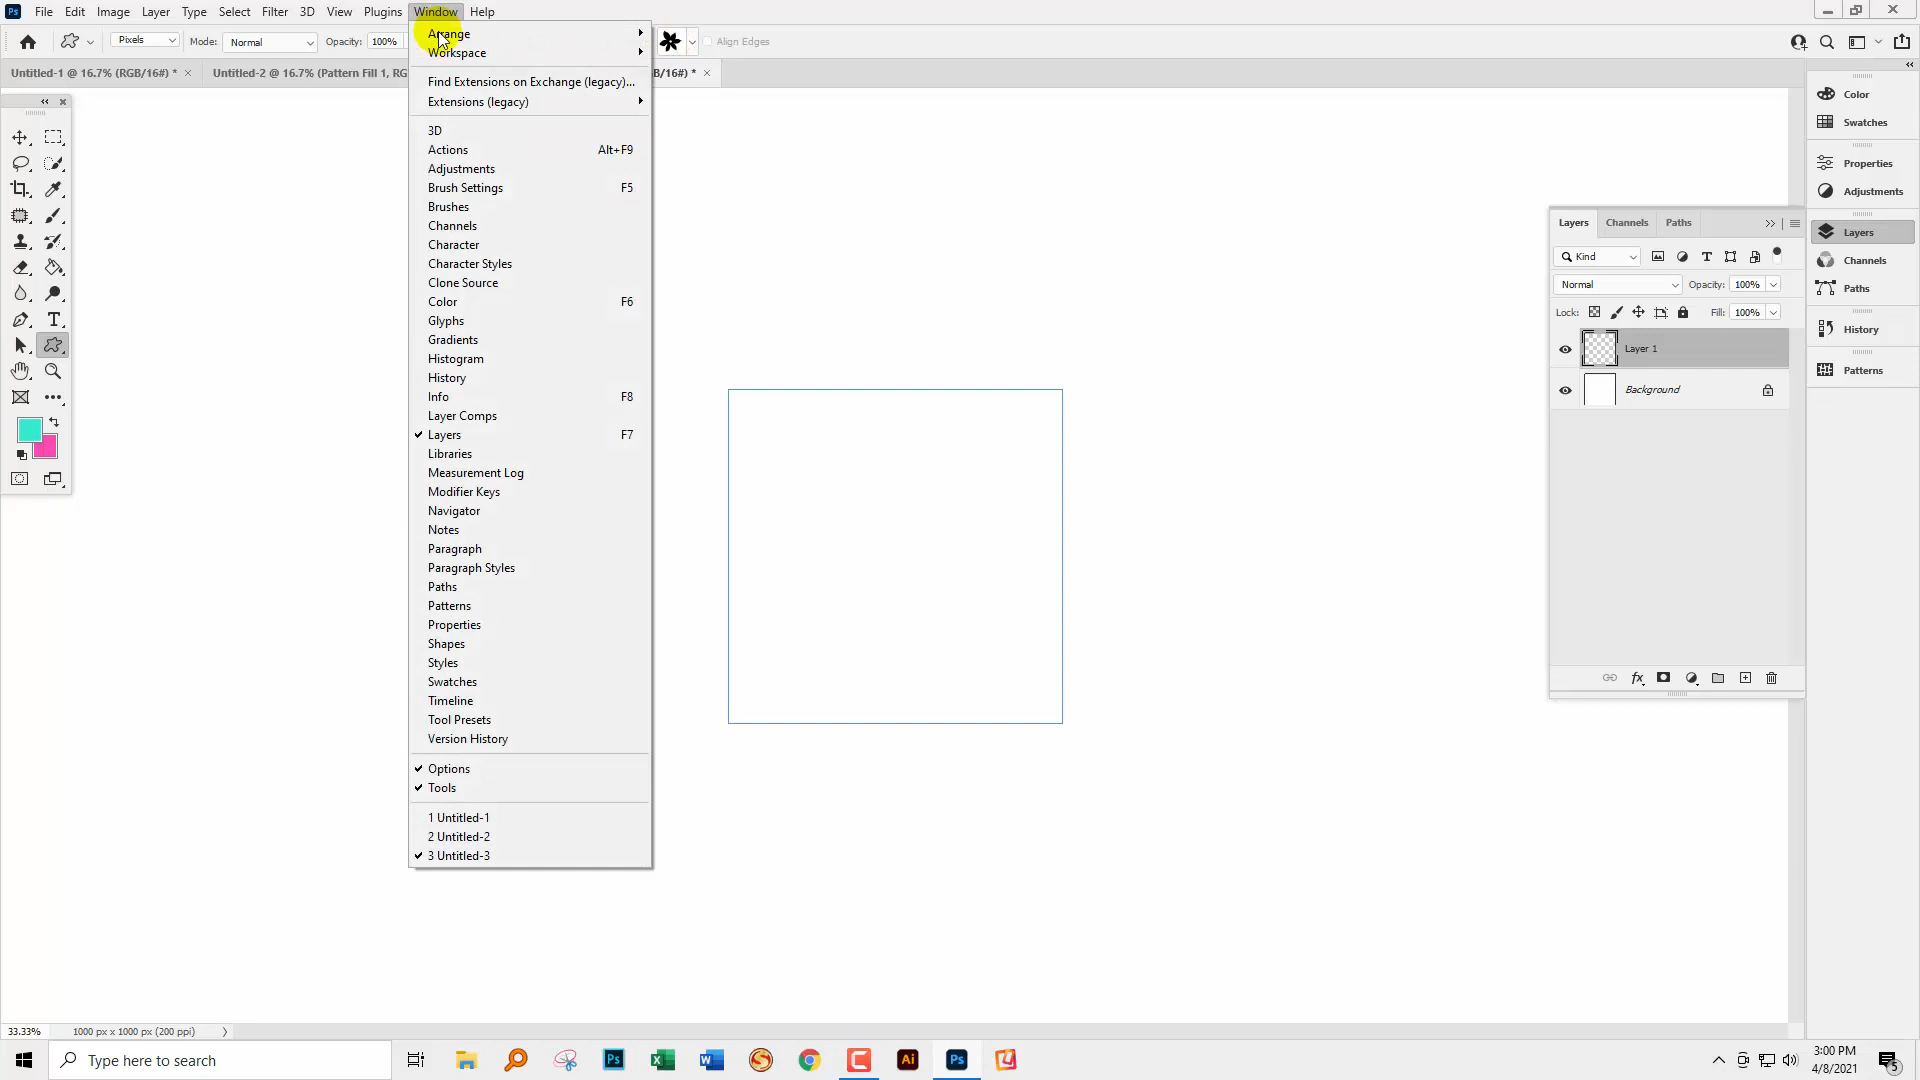 Ps File Edit Image Layer Type Select Filter 3D View Plugins Window Help
Pixels Mode: Normal Opacity: 100% Align Edges
Untitled-1 @ 16.7% (RGB/16#) * × Untitled-2 @ 16.7% (Pattern Fill 1, RG B/16#) * ×
Arrange
Workspace
Find Extensions on Exchange (legacy)...
Extensions (legacy)
3D
Actions Alt+F9
Adjustments
Brush Settings F5
Brushes
Channels
Character
Character Styles
Clone Source
Color F6
Glyphs
Gradients
Histogram
History
Info F8
Layer Comps
Layers F7
Libraries
Measurement Log
Modifier Keys
Navigator
Notes
Paragraph
Paragraph Styles
Paths
Patterns
Properties
Shapes
Styles
Swatches
Timeline
Tool Presets
Version History
Options
Tools
1 Untitled-1
2 Untitled-2
3 Untitled-3
Layers Channels Paths
Kind
Normal Opacity: 100%
Lock: Fill: 100%
Layer 1
Background
fx
Color
Swatches
Properties
Adjustments
Layers
Channels
Paths
History
Patterns
33.33% 1000 px x 1000 px (200 ppi)
Type here to search
Ps Ai Ps
3:00 PM
4/8/2021
5